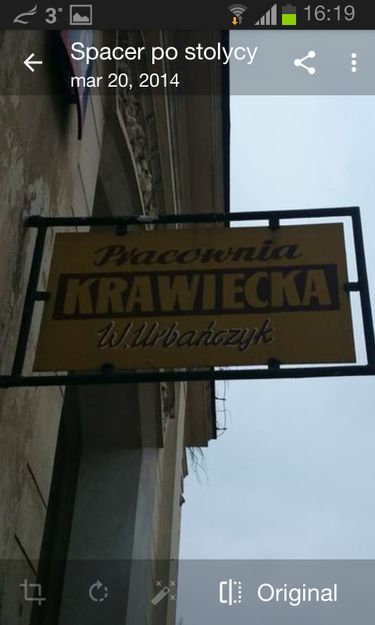 3°
16:19
Spacer po stolycy
mar 20, 2014
Pracownia
KRAWIECKA
W. Urbańczyk
Original